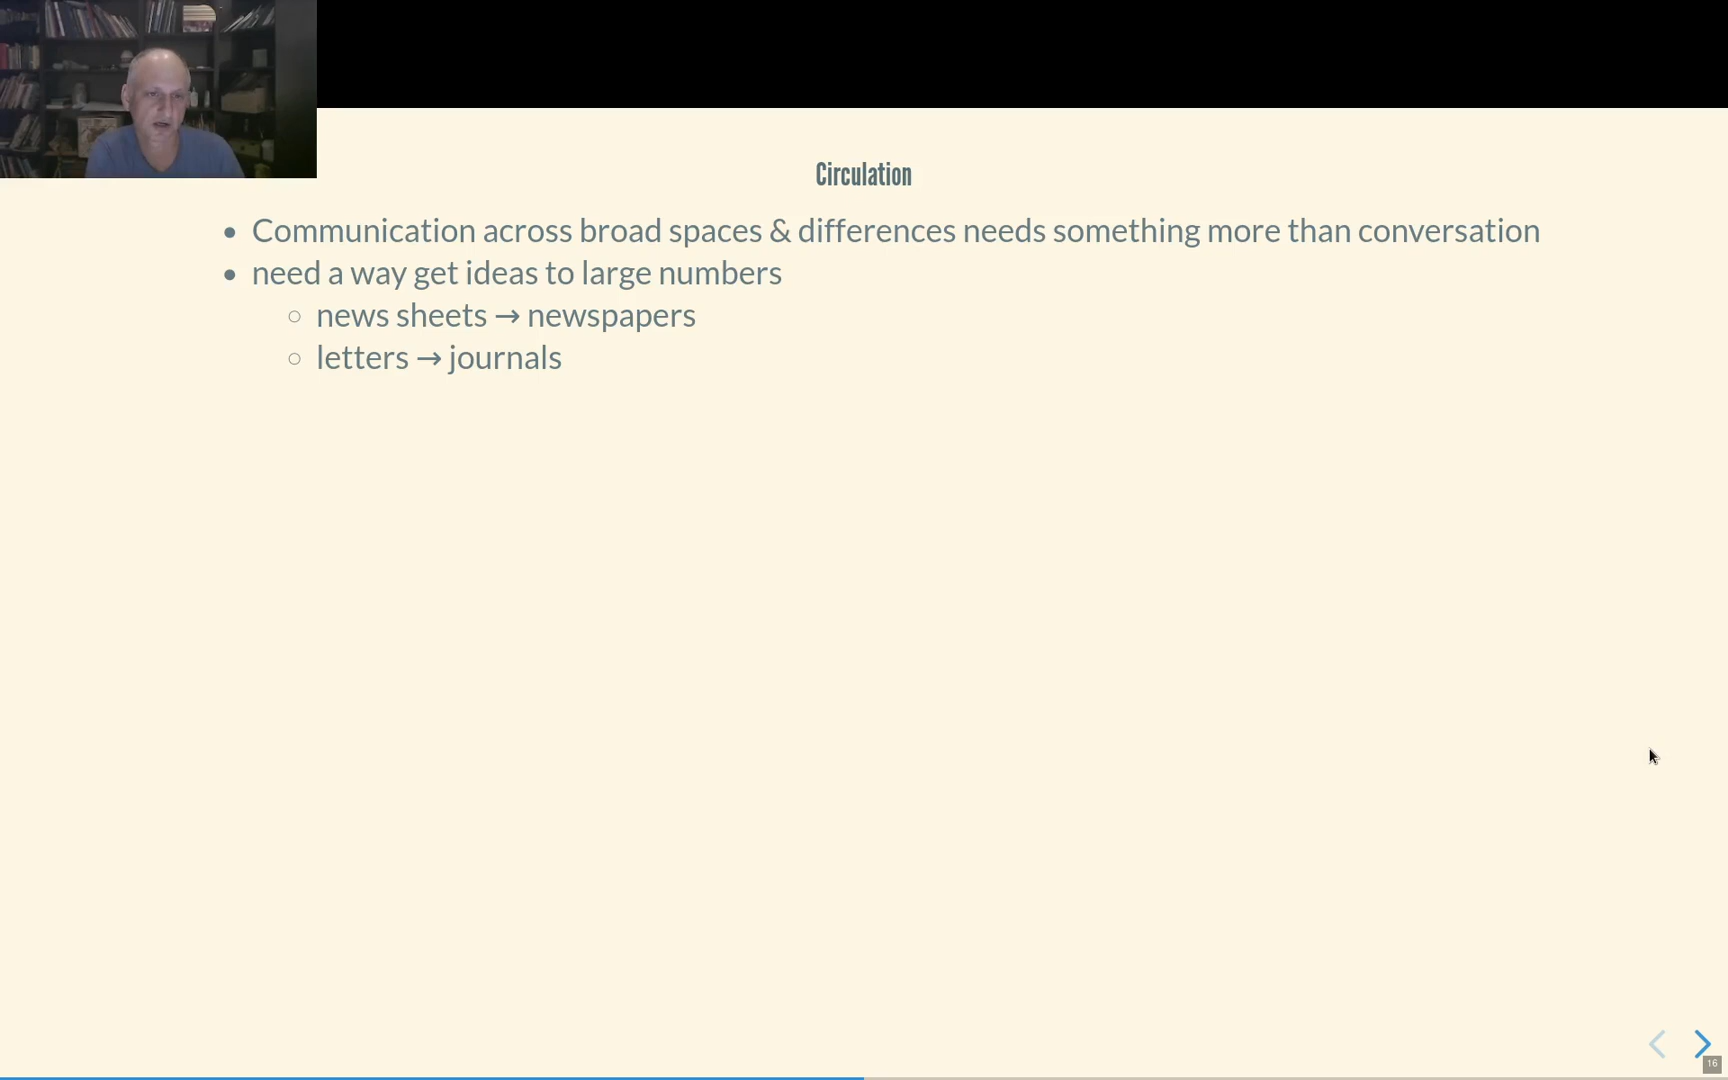 Circulation
• Communication across broad spaces & differences needs something more than conversation
• need a way get ideas to large numbers
○ news sheets → newspapers
○ letters → journals
16